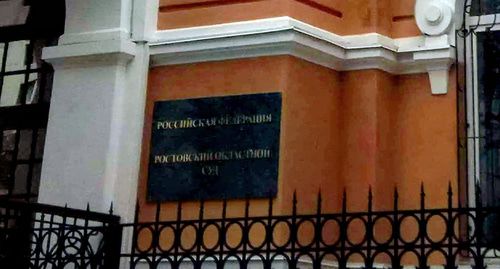 РОССИЙСКАЯ ФЕДЕРАЦИЯ
РОСТОВСКИЙ ОБЛАСТНОЙ
СУД